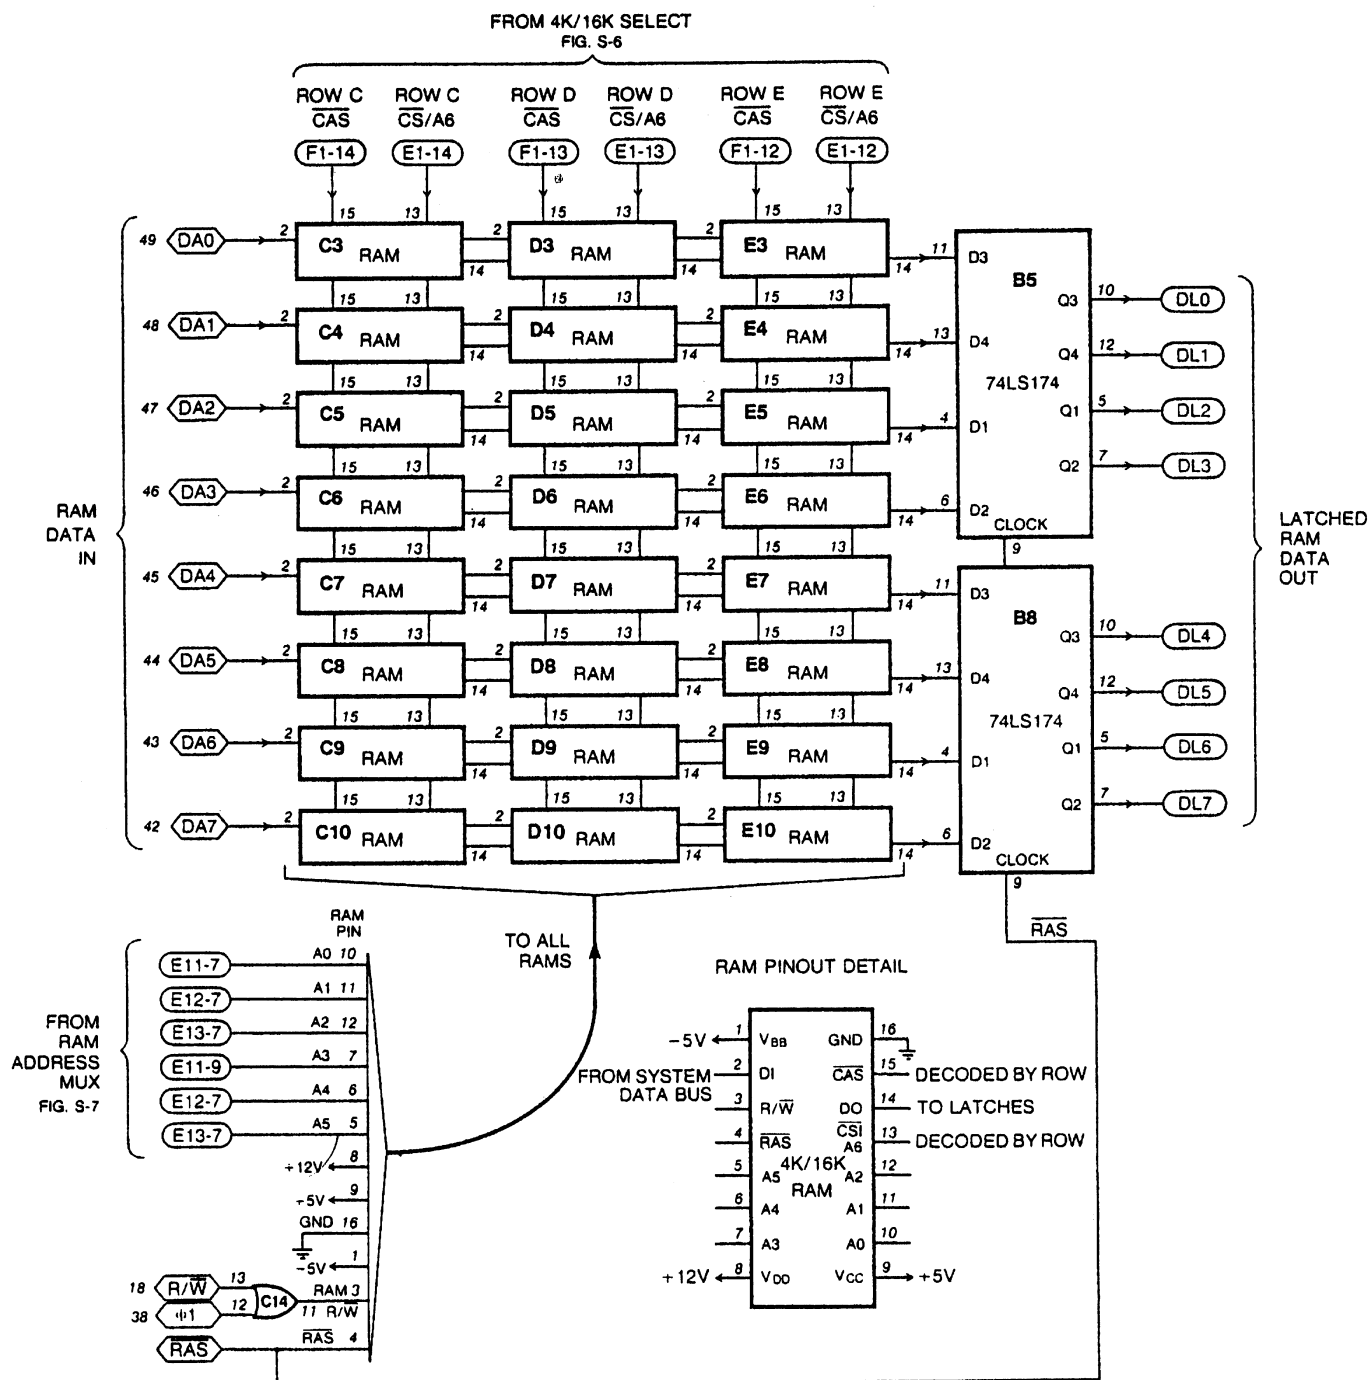 FROM 4K/16K SELECT
FIG. S-6
ROW C ROW C ROW D ROW D ROW E ROW E
CAS CS/A6 CAS CS/A6 CAS CS/A6
F1-14 E1-14 F1-13 E1-13 F1-12 E1-12
15 13 15 13 15 13
49 DA0 2 C3 RAM 2 14 D3 RAM 2 14 E3 RAM 14 11 D3
B5
Q3 10 DL0
15 13 15 13 15 13
48 DA1 2 C4 RAM 2 14 D4 RAM 2 14 E4 RAM 14 13 D4
Q4 12 DL1
74LS174
15 13 15 13 15 13
47 DA2 2 C5 RAM 2 14 D5 RAM 2 14 E5 RAM 14 4 D1
Q1 5 DL2
Q2 7 DL3
15 13 15 13 15 13
46 DA3 2 C6 RAM 2 14 D6 RAM 2 14 E6 RAM 14 6 D2
CLOCK
9
RAM
DATA
IN
LATCHED
RAM
DATA
OUT
15 13 15 13 15 13
45 DA4 2 C7 RAM 2 14 D7 RAM 2 14 E7 RAM 14 11 D3
B8
Q3 10 DL4
15 13 15 13 15 13
44 DA5 2 C8 RAM 2 14 D8 RAM 2 14 E8 RAM 14 13 D4
Q4 12 DL5
74LS174
15 13 15 13 15 13
43 DA6 2 C9 RAM 2 14 D9 RAM 2 14 E9 RAM 14 4 D1
Q1 5 DL6
Q2 7 DL7
15 13 15 13 15 13
42 DA7 2 C10 RAM 2 14 D10 RAM 2 14 E10 RAM 14 6 D2
CLOCK
9
RAS
RAM
PIN
TO ALL
RAMS
FROM
RAM
ADDRESS
MUX
FIG. S-7
E11-7 A0 10
E12-7 A1 11
E13-7 A2 12
E11-9 A3 7
E12-7 A4 6
E13-7 A5 5
+12V 8
+5V 9
GND 16
-5V 1
18 R/W 13
38 φ1 12
C14
11
RAM 3
R/W
RAS RAS 4
RAM PINOUT DETAIL
-5V 1 VBB GND 16
FROM SYSTEM
DATA BUS
2 DI CAS 15 DECODED BY ROW
3 R/W DO 14 TO LATCHES
4 RAS CSI
A6 13 DECODED BY ROW
4K/16K
RAM
5 A5 A2 12
6 A4 A1 11
7 A3 A0 10
+12V 8 VDD VCC 9 +5V